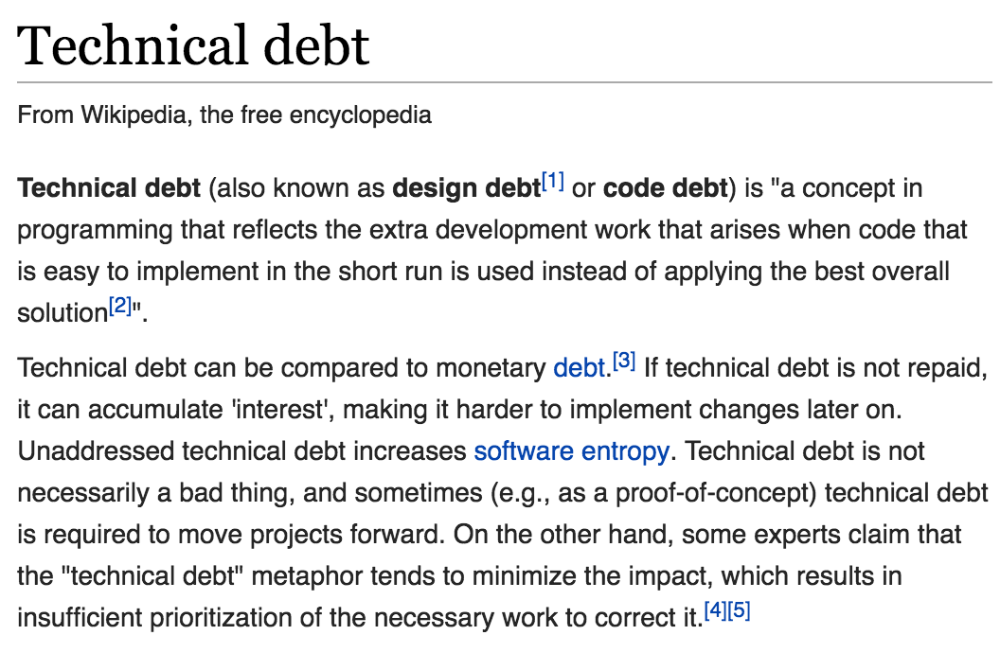 Technical debt
From Wikipedia, the free encyclopedia
Technical debt (also known as design debt[1] or code debt) is "a concept in
programming that reflects the extra development work that arises when code that
is easy to implement in the short run is used instead of applying the best overall
solution[2]".
Technical debt can be compared to monetary debt.[3] If technical debt is not repaid,
it can accumulate 'interest', making it harder to implement changes later on.
Unaddressed technical debt increases software entropy. Technical debt is not
necessarily a bad thing, and sometimes (e.g., as a proof-of-concept) technical debt
is required to move projects forward. On the other hand, some experts claim that
the "technical debt" metaphor tends to minimize the impact, which results in
insufficient prioritization of the necessary work to correct it.[4][5]